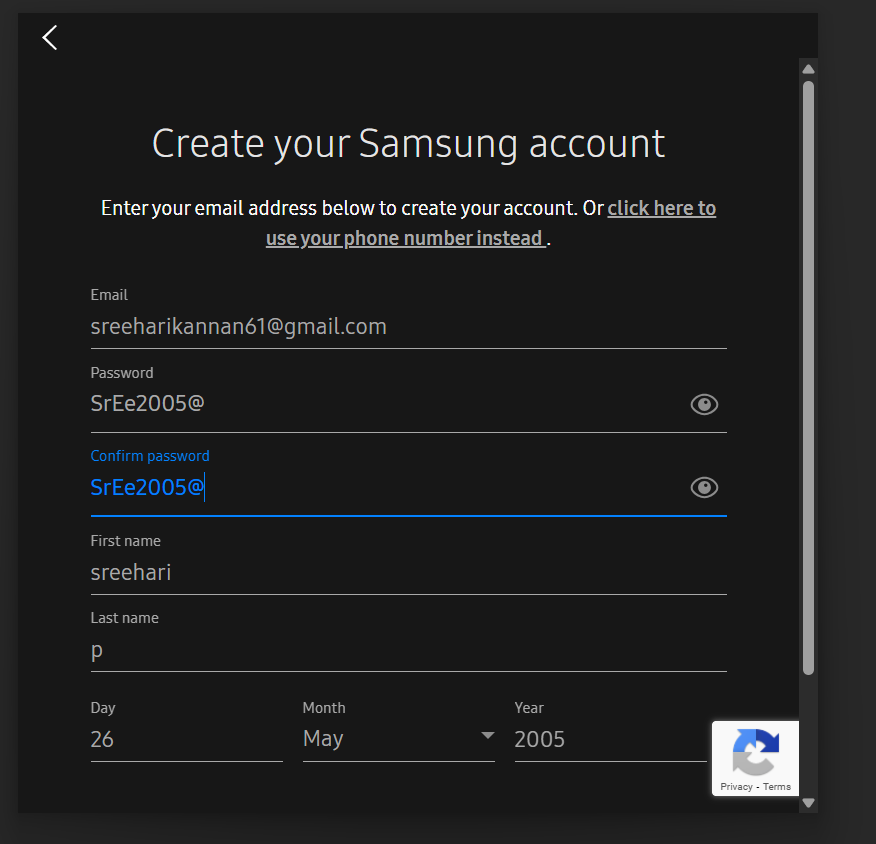 Create your Samsung account
Enter your email address below to create your account. Or click here to
use your phone number instead .
Email
sreeharikannan61@gmail.com
Password
SrEe2005@
Confirm password
SrEe2005@
First name
sreehari
Last name
p
Day Month Year
26 May 2005
Privacy - Terms